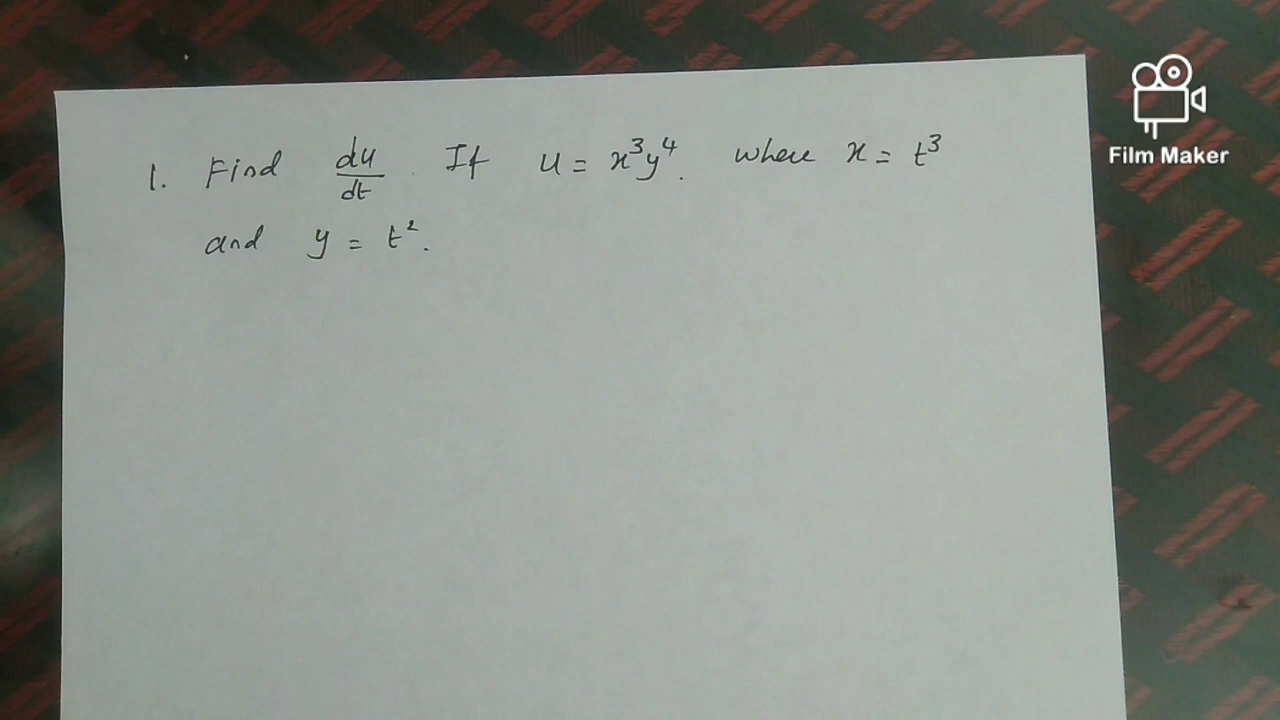 1. Find du/dt. If u = x³y⁴. where x = t³
and y = t².
Film Maker